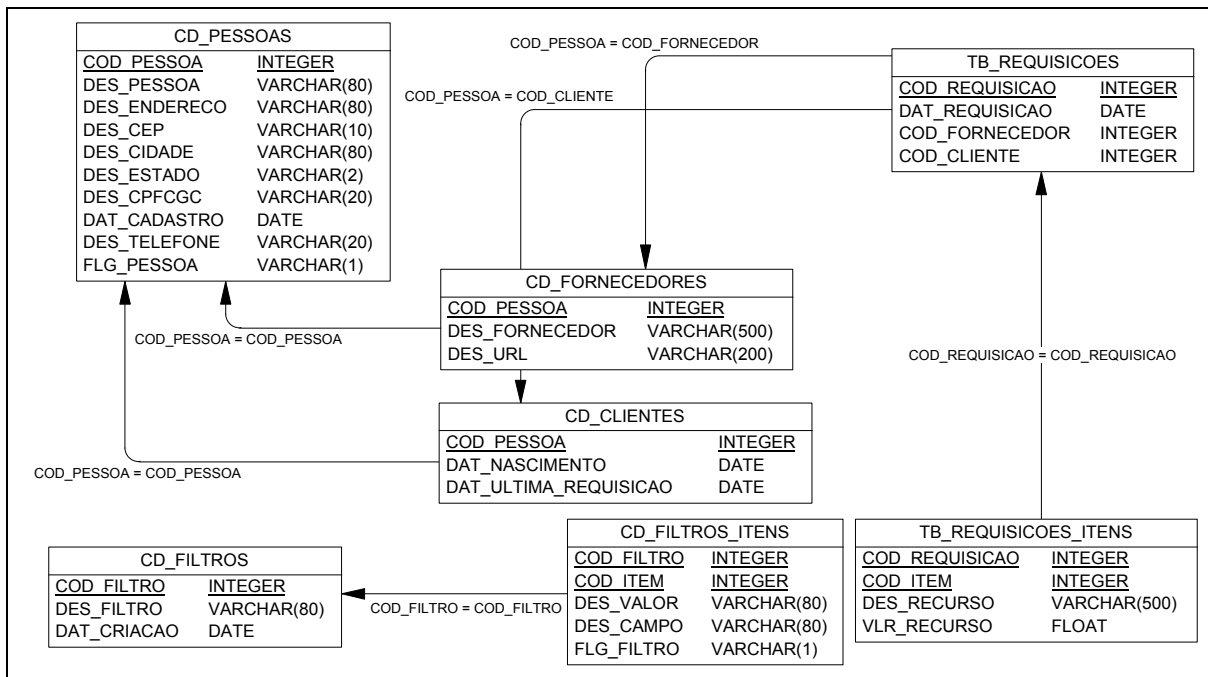 CD_PESSOAS
COD_PESSOA INTEGER
DES_PESSOA VARCHAR(80)
DES_ENDERECO VARCHAR(80)
DES_CEP VARCHAR(10)
DES_CIDADE VARCHAR(80)
DES_ESTADO VARCHAR(2)
DES_CPFCGC VARCHAR(20)
DAT_CADASTRO DATE
DES_TELEFONE VARCHAR(20)
FLG_PESSOA VARCHAR(1)
COD_PESSOA = COD_FORNECEDOR
COD_PESSOA = COD_CLIENTE
TB_REQUISICOES
COD_REQUISICAO INTEGER
DAT_REQUISICAO DATE
COD_FORNECEDOR INTEGER
COD_CLIENTE INTEGER
CD_FORNECEDORES
COD_PESSOA INTEGER
DES_FORNECEDOR VARCHAR(500)
DES_URL VARCHAR(200)
COD_PESSOA = COD_PESSOA
COD_REQUISICAO = COD_REQUISICAO
CD_CLIENTES
COD_PESSOA INTEGER
DAT_NASCIMENTO DATE
DAT_ULTIMA_REQUISICAO DATE
COD_PESSOA = COD_PESSOA
CD_FILTROS
COD_FILTRO INTEGER
DES_FILTRO VARCHAR(80)
DAT_CRIACAO DATE
COD_FILTRO = COD_FILTRO
CD_FILTROS_ITENS
COD_FILTRO INTEGER
COD_ITEM INTEGER
DES_VALOR VARCHAR(80)
DES_CAMPO VARCHAR(80)
FLG_FILTRO VARCHAR(1)
TB_REQUISICOES_ITENS
COD_REQUISICAO INTEGER
COD_ITEM INTEGER
DES_RECURSO VARCHAR(500)
VLR_RECURSO FLOAT